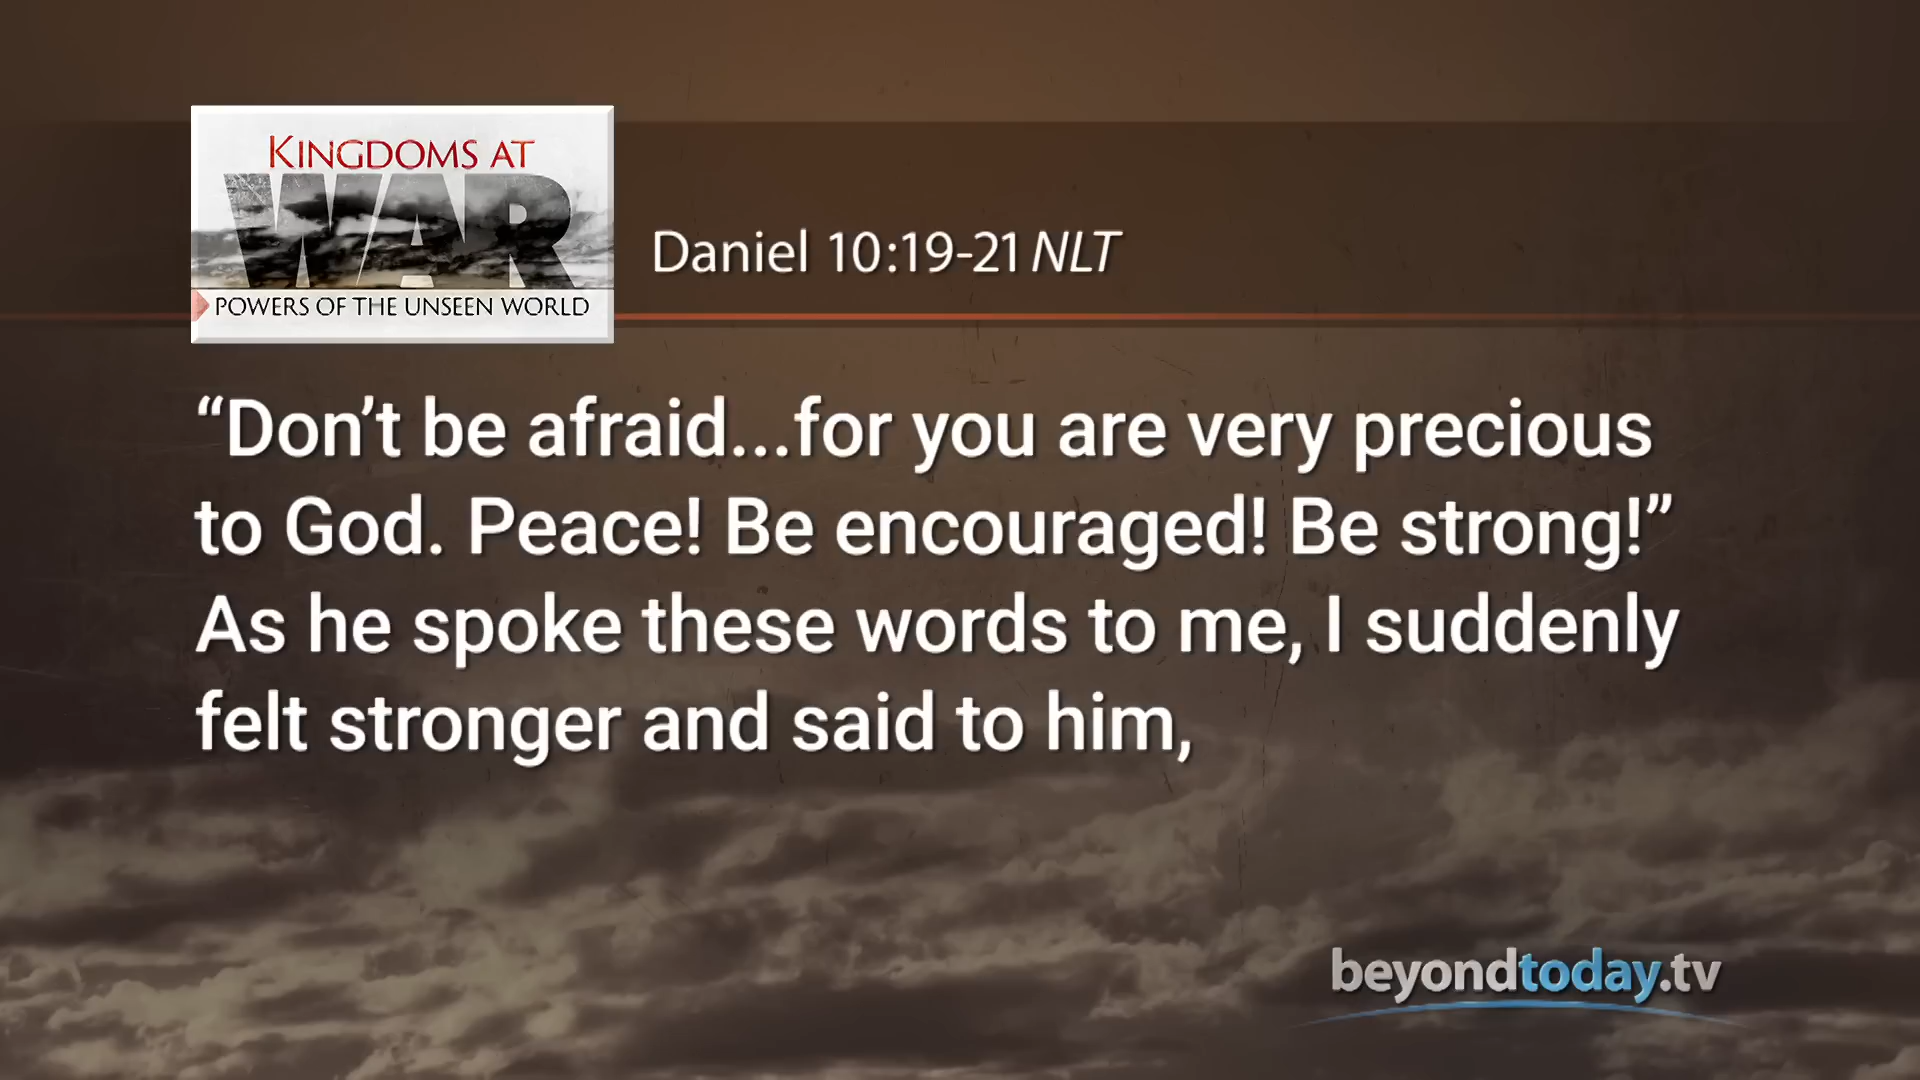 KINGDOMS AT
WAR
POWERS OF THE UNSEEN WORLD
Daniel 10:19-21 NLT
“Don’t be afraid...for you are very precious
to God. Peace! Be encouraged! Be strong!”
As he spoke these words to me, I suddenly
felt stronger and said to him,
beyondtoday.tv